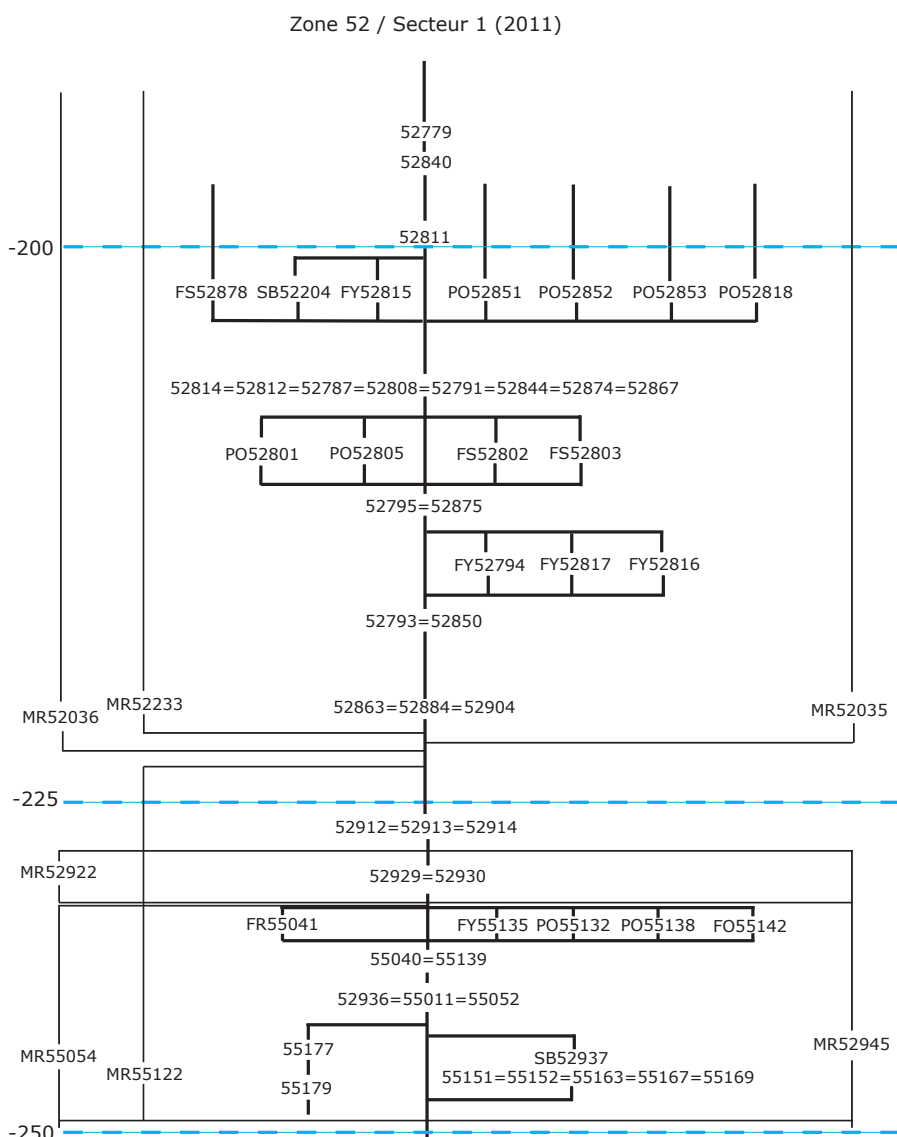 Zone 52 / Secteur 1 (2011)
52779
52840
52811
-200
FS52878 SB52204 FY52815 PO52851 PO52852 PO52853 PO52818
52814=52812=52787=52808=52791=52844=52874=52867
PO52801 PO52805 FS52802 FS52803
52795=52875
FY52794 FY52817 FY52816
52793=52850
MR52036 MR52233 52863=52884=52904 MR52035
-225
52912=52913=52914
MR52922 52929=52930
FR55041 FY55135 PO55132 PO55138 FO55142
55040=55139
52936=55011=55052
MR55054 MR55122 55177 SB52937 MR52945
55179 55151=55152=55163=55167=55169
-250